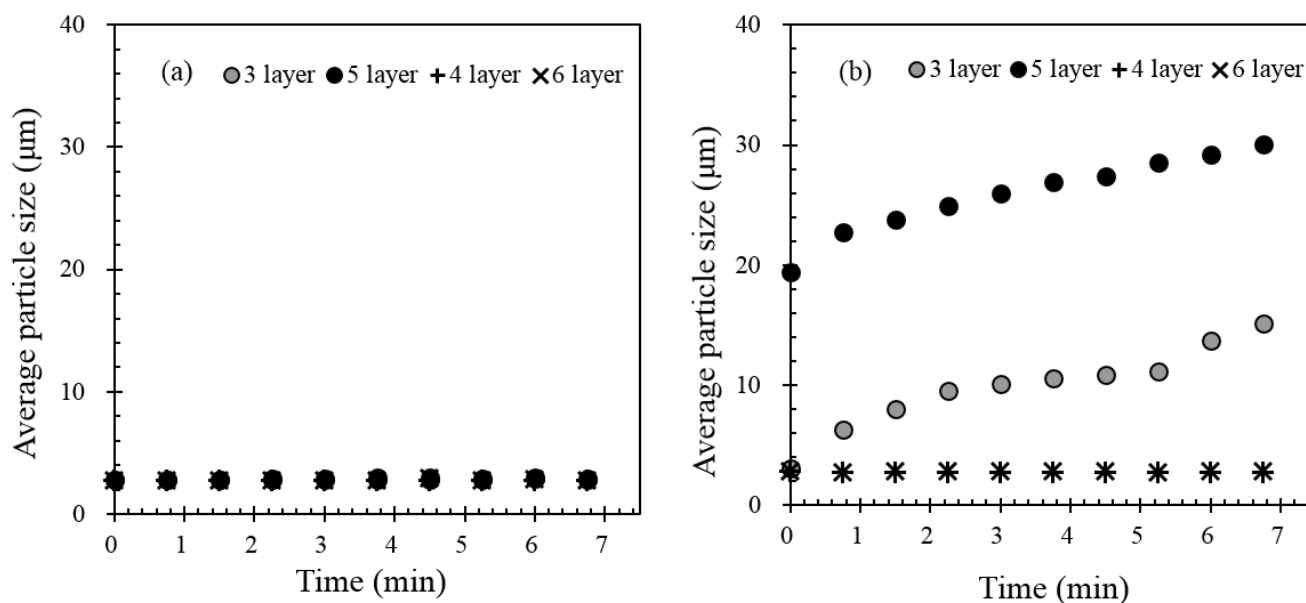 (a) 3 layer 5 layer 4 layer 6 layer
Average particle size (μm)
40
30
20
10
0
0 1 2 3 4 5 6 7
Time (min)
(b) 3 layer 5 layer 4 layer 6 layer
Average particle size (μm)
40
30
20
10
0
0 1 2 3 4 5 6 7
Time (min)